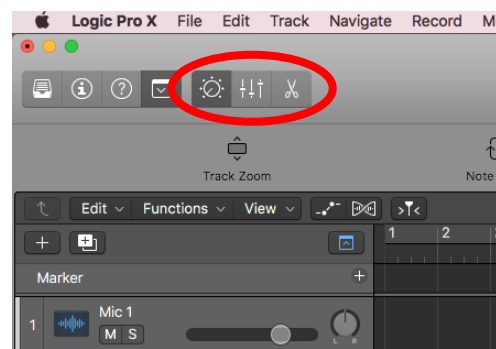 Logic Pro X File Edit Track Navigate Record M
Track Zoom
Note
Edit Functions View
1 2
Marker
1 Mic 1
M S
L R